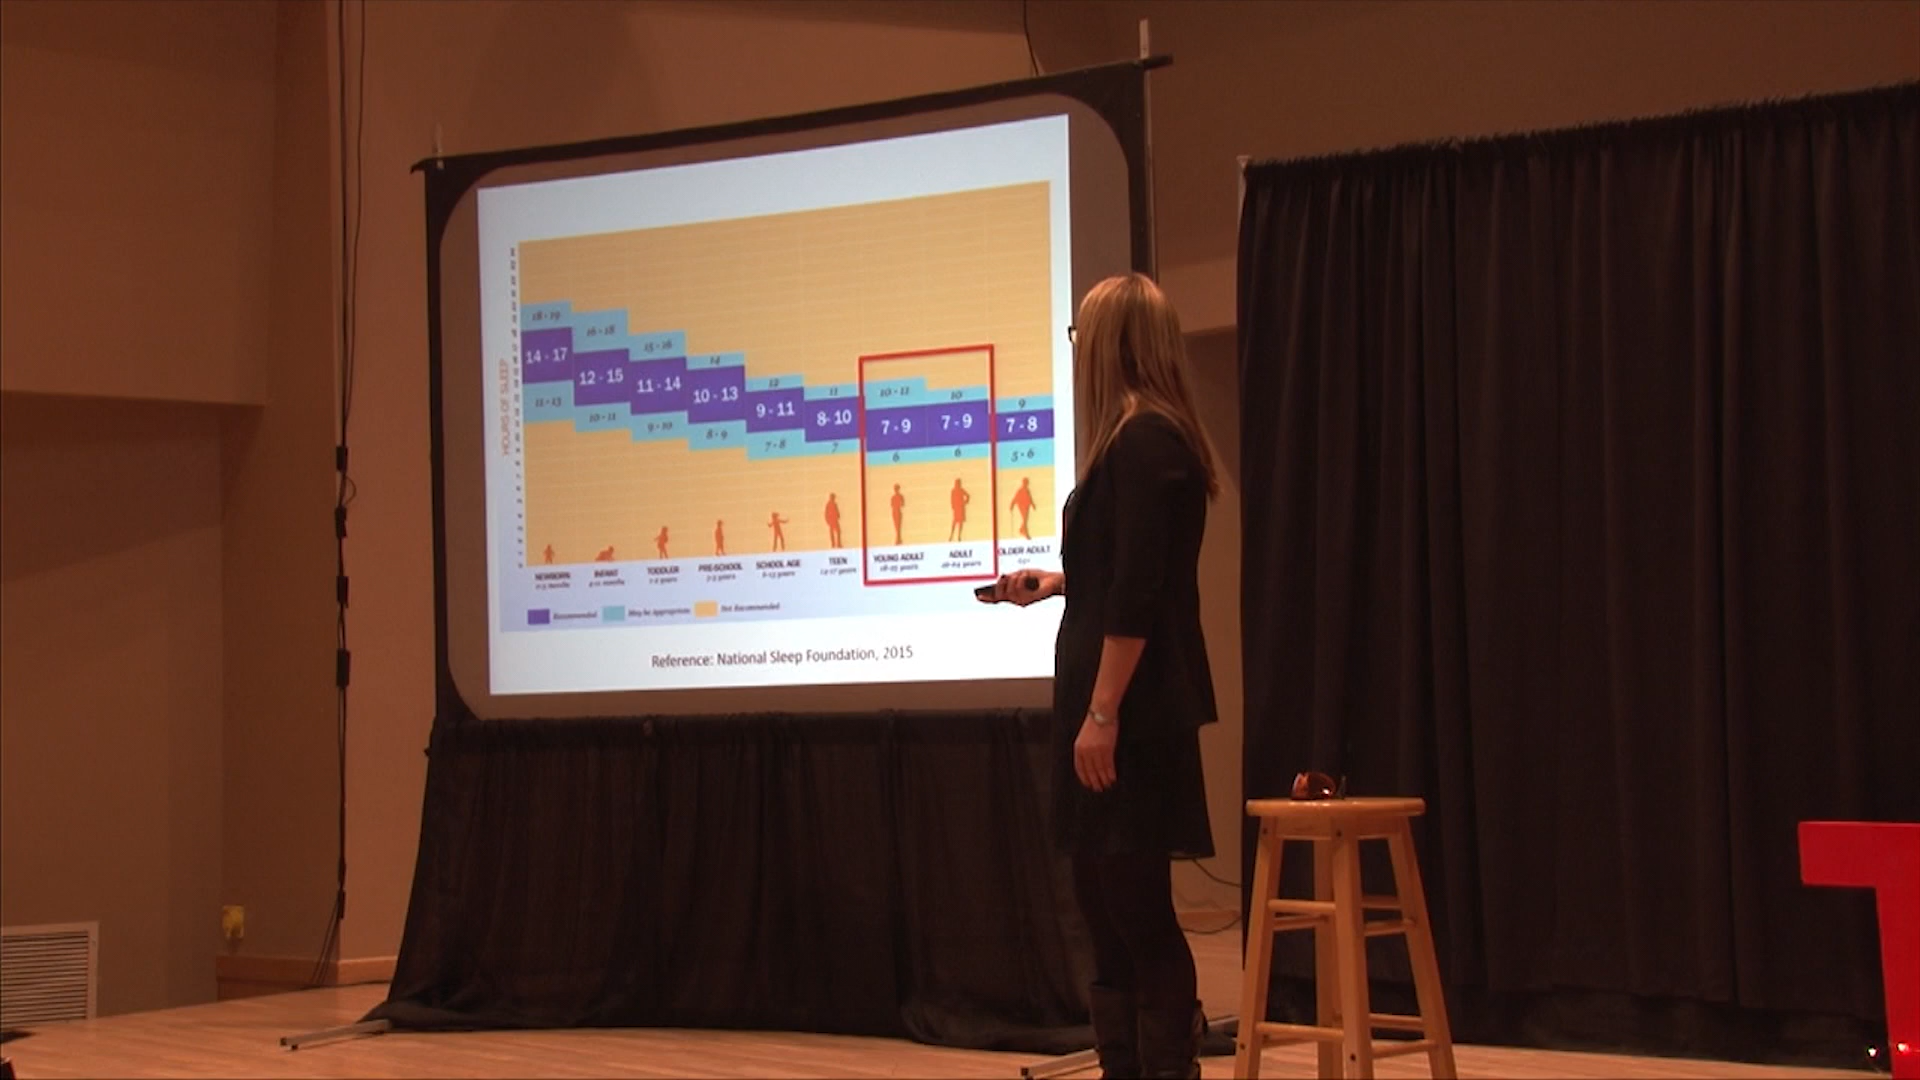 HOURS OF SLEEP
18 - 19
14 - 17
11 - 13
16 - 18
12 - 15
10 - 11
15 - 16
11 - 14
9 - 10
14
10 - 13
8 - 9
12
9 - 11
7 - 8
11
8- 10
7
10 - 11
7 - 9
6
10
7 - 9
6
9
7 - 8
5 - 6
NEWBORN
INFANT
TODDLER
PRE-SCHOOL
SCHOOL AGE
TEEN
YOUNG ADULT
ADULT
OLDER ADULT
Recommended
May be Appropriate
Not Recommended
Reference: National Sleep Foundation, 2015
T